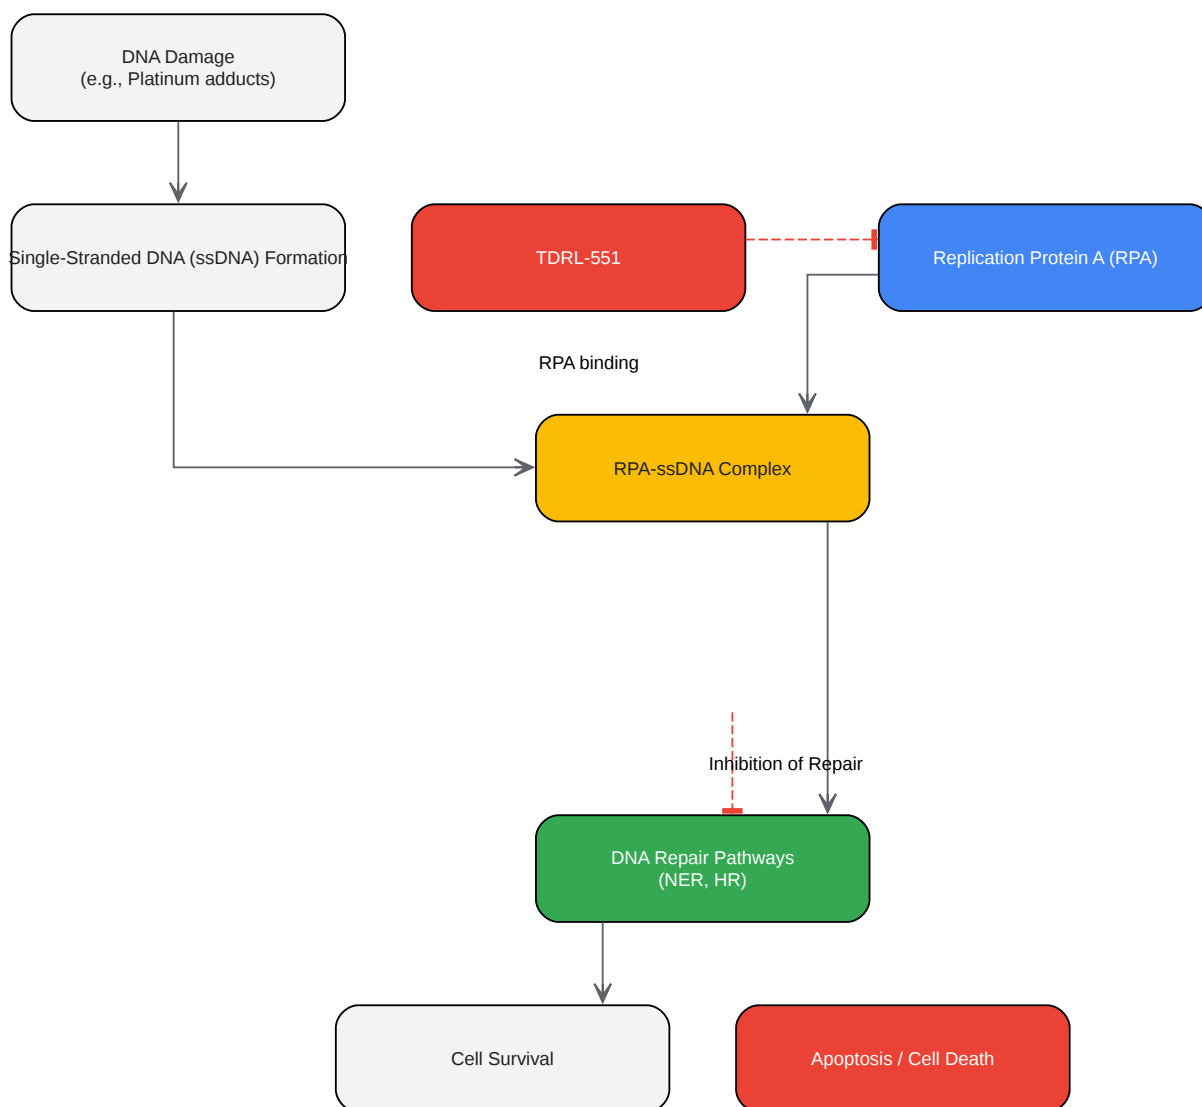 DNA Damage
(e.g., Platinum adducts)
Single-Stranded DNA (ssDNA) Formation
TDRL-551
Replication Protein A (RPA)
RPA binding
RPA-ssDNA Complex
Inhibition of Repair
DNA Repair Pathways
(NER, HR)
Cell Survival
Apoptosis / Cell Death